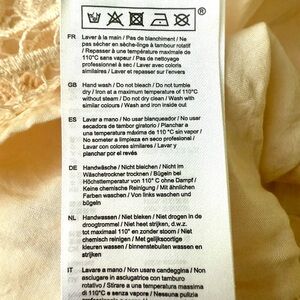 ®
FR
Laver à la main / Pas de blanchiment / Ne
pas sécher en sèche-linge à tambour rotatif
/ Repasser à une température maximale de
110°C sans vapeur / Pas de nettoyage
professionnel à sec / Laver avec coloris
similaires / Laver et repasser sur l'envers
GB
Hand wash / Do not bleach / Do not tumble
dry / Iron at a maximum temperature of 110°C
without steam / Do not dry clean / Wash with
similar colours / Wash and iron inside out
ES
Lavar a mano / No usar blanqueador / No usar
secadora de tambor giratorio / Planchar a
una temperatura máxima de 110°C sin vapor /
No someter a limpieza en seco profesional /
Lavar con colores similares / Lavar y
planchar por el revés
DE
Handwäsche / Nicht bleichen / Nicht im
Wäschetrockner trocknen / Bügeln bei
Höchsttemperatur von 110° C ohne Dampf /
Keine chemische Reinigung / Mit ähnlichen
Farben waschen / Von links waschen und
bügeln
NL
Handwassen / Niet bleken / Niet drogen in de
droogtrommel / Niet heet strijken, d.w.z.
tot maximaal 110° en zonder stoom / Niet
chemisch reinigen / Met gelijksoortige
kleuren wassen / binnenstebuiten wassen en
strijken
IT
Lavare a mano / Non usare candeggina / Non
asciugare in asciugatrice con tamburo
rotativo / Stirare a una temperatura massima
di 110°C e senza vapore / Nessuna pulizia